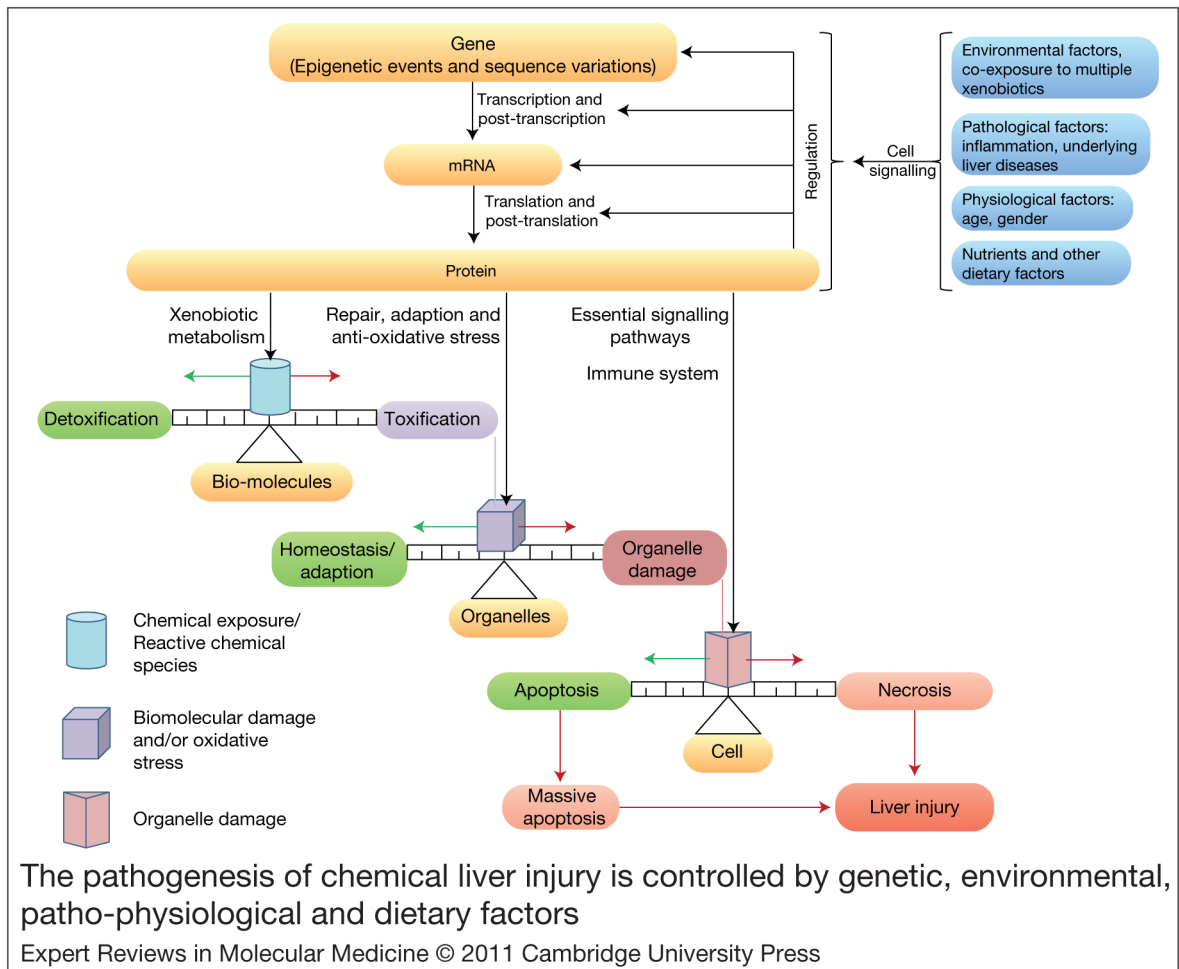 Gene
(Epigenetic events and sequence variations)
Transcription and
post-transcription
mRNA
Translation and
post-translation
Protein
Regulation
Cell
signalling
Environmental factors,
co-exposure to multiple
xenobiotics
Pathological factors:
inflammation, underlying
liver diseases
Physiological factors:
age, gender
Nutrients and other
dietary factors
Xenobiotic
metabolism
Repair, adaption and
anti-oxidative stress
Essential signalling
pathways
Immune system
Detoxification
Toxification
Bio-molecules
Homeostasis/
adaption
Organelle
damage
Organelles
Apoptosis
Necrosis
Cell
Massive
apoptosis
Liver injury
Chemical exposure/
Reactive chemical
species
Biomolecular damage
and/or oxidative
stress
Organelle damage
The pathogenesis of chemical liver injury is controlled by genetic, environmental,
patho-physiological and dietary factors
Expert Reviews in Molecular Medicine © 2011 Cambridge University Press